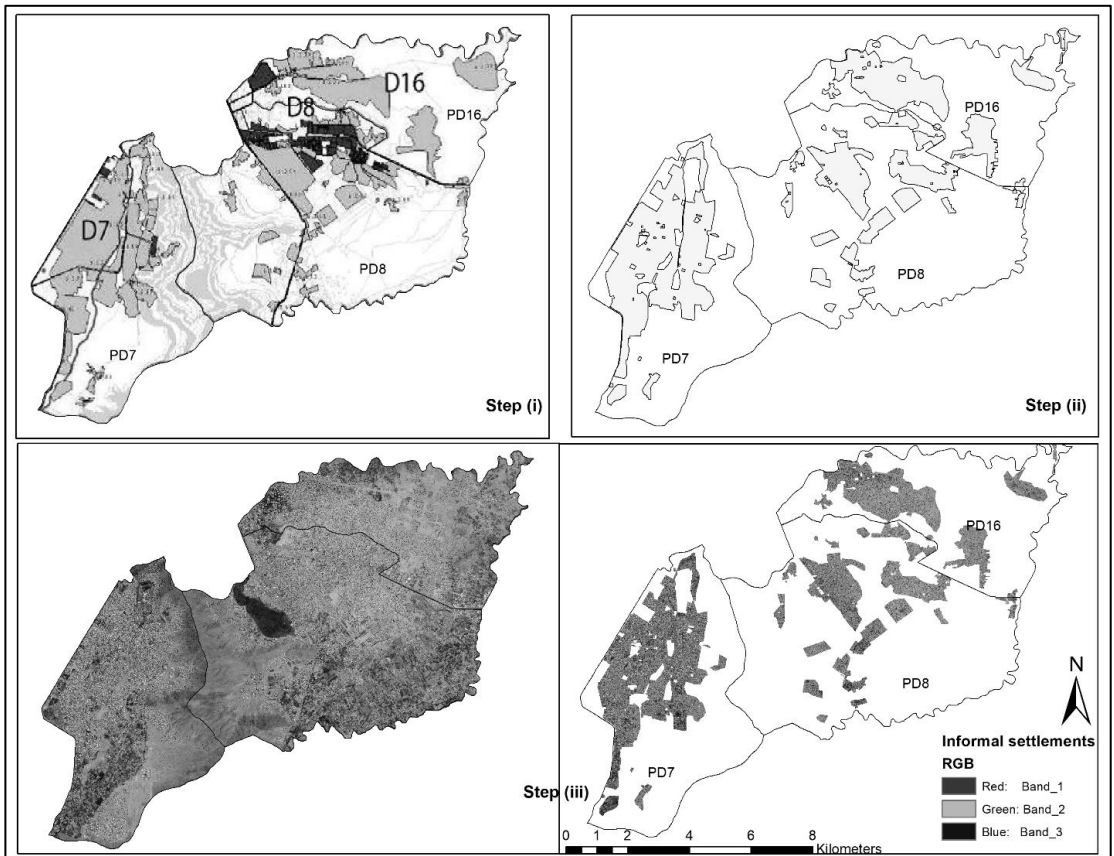 D16
D8
PD16
D7
PD8
PD7
Step (i)
PD16
PD8
PD7
Step (ii)
Step (iii)
PD16
PD8
PD7
N
Informal settlements
RGB
Red: Band_1
Green: Band_2
Blue: Band_3
0 1 2 4 6 8
Kilometers